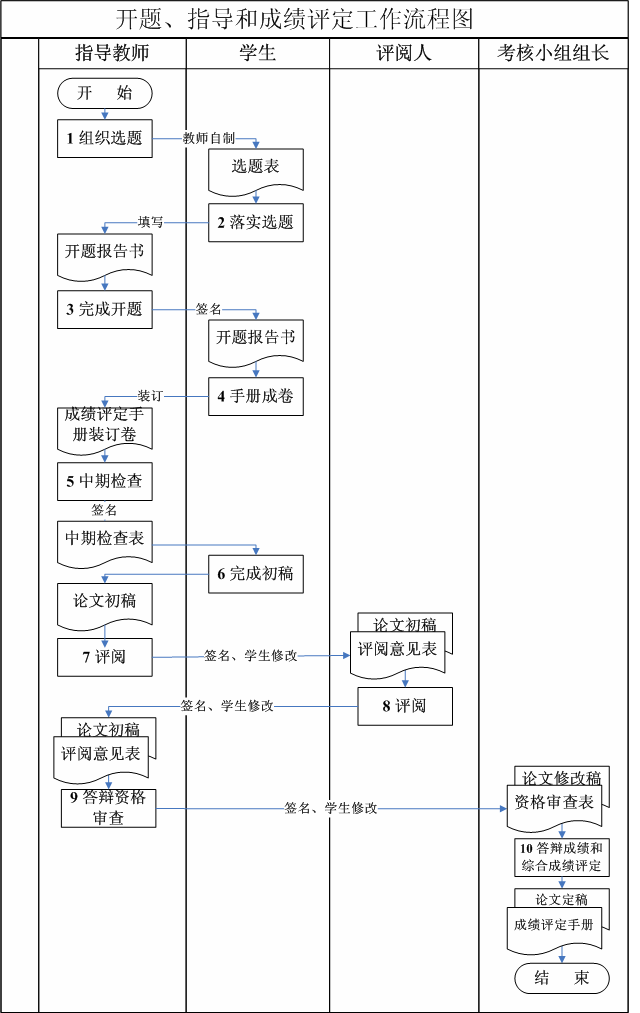 开题、指导和成绩评定工作流程图
指导教师
学生
评阅人
考核小组组长
开 始
1 组织选题
教师自制
选题表
2 落实选题
填写
开题报告书
3 完成开题
签名
开题报告书
4 手册成卷
装订
成绩评定手
册装订卷
5 中期检查
签名
中期检查表
6 完成初稿
论文初稿
7 评阅
签名、学生修改
论文初稿
评阅意见表
8 评阅
签名、学生修改
论文初稿
评阅意见表
9 答辩资格
审查
签名、学生修改
论文修改稿
资格审查表
10 答辩成绩和
综合成绩评定
论文定稿
成绩评定手册
结 束